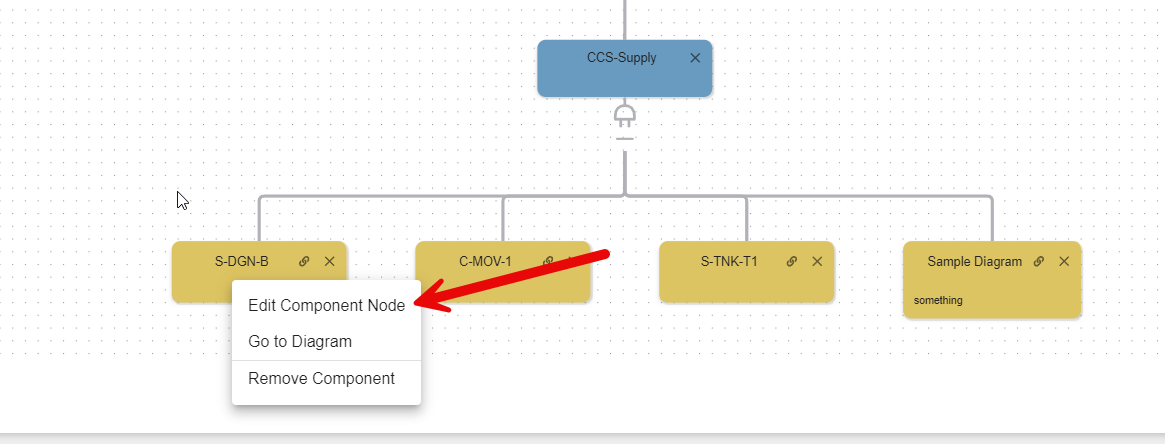 CCS-Supply
S-DGN-B
C-MOV-1
S-TNK-T1
Sample Diagram
something
Edit Component Node
Go to Diagram
Remove Component